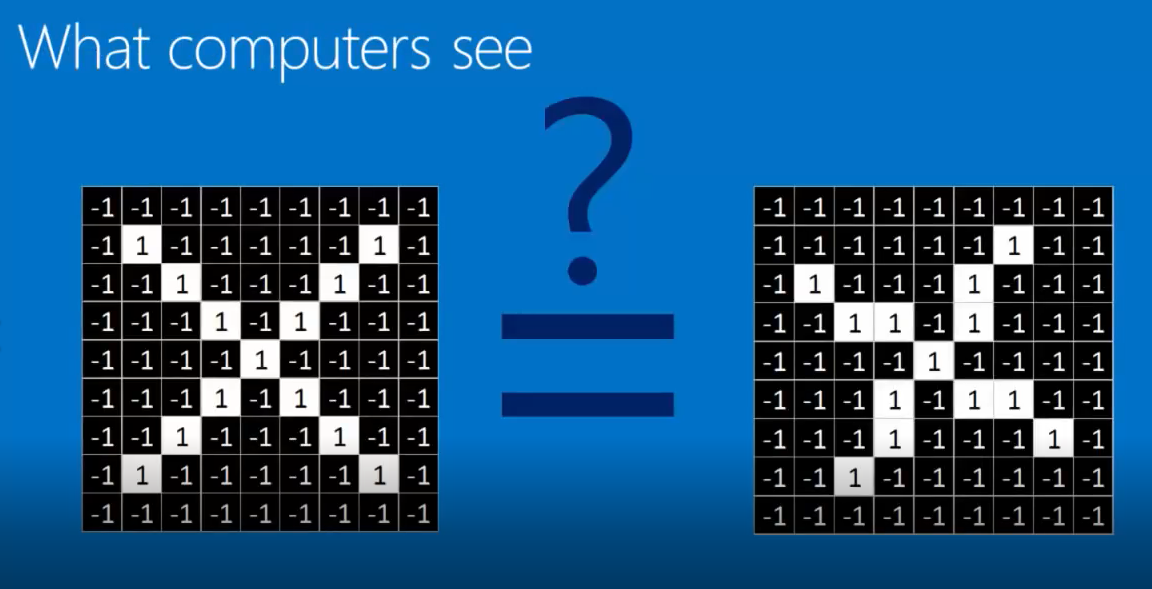 What computers see
?
=
-1 -1 -1 -1 -1 -1 -1 -1 -1
-1 1 -1 -1 -1 -1 -1 1 -1
-1 -1 1 -1 -1 -1 1 -1 -1
-1 -1 -1 1 -1 1 -1 -1 -1
-1 -1 -1 -1 1 -1 -1 -1 -1
-1 -1 -1 1 -1 1 -1 -1 -1
-1 -1 1 -1 -1 -1 1 -1 -1
-1 1 -1 -1 -1 -1 -1 1 -1
-1 -1 -1 -1 -1 -1 -1 -1 -1
-1 -1 -1 -1 -1 -1 -1 -1 -1
-1 -1 -1 -1 -1 -1 1 -1 -1
-1 1 -1 -1 -1 1 -1 -1 -1
-1 -1 1 1 -1 1 -1 -1 -1
-1 -1 -1 -1 1 -1 -1 -1 -1
-1 -1 -1 1 -1 1 1 -1 -1
-1 -1 -1 1 -1 -1 -1 1 -1
-1 -1 1 -1 -1 -1 -1 -1 -1
-1 -1 -1 -1 -1 -1 -1 -1 -1